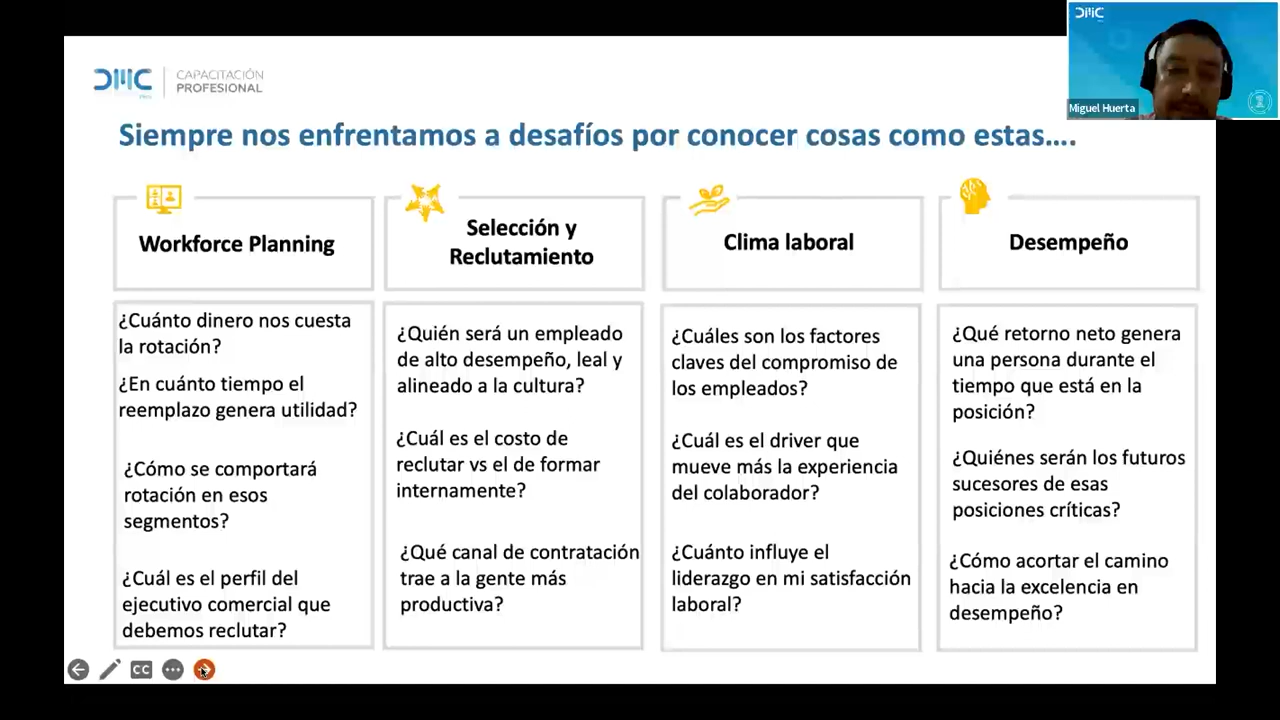 DMC
CAPACITACIÓN
PROFESIONAL
DMC
Miguel Huerta
Siempre nos enfrentamos a desafíos por conocer cosas como estas....
Workforce Planning
¿Cuánto dinero nos cuesta
la rotación?
¿En cuánto tiempo el
reemplazo genera utilidad?
¿Cómo se comportará
rotación en esos
segmentos?
¿Cuál es el perfil del
ejecutivo comercial que
debemos reclutar?
Selección y
Reclutamiento
¿Quién será un empleado
de alto desempeño, leal y
alineado a la cultura?
¿Cuál es el costo de
reclutar vs el de formar
internamente?
¿Qué canal de contratación
trae a la gente más
productiva?
Clima laboral
¿Cuáles son los factores
claves del compromiso de
los empleados?
¿Cuál es el driver que
mueve más la experiencia
del colaborador?
¿Cuánto influye el
liderazgo en mi satisfacción
laboral?
Desempeño
¿Qué retorno neto genera
una persona durante el
tiempo que está en la
posición?
¿Quiénes serán los futuros
sucesores de esas
posiciones críticas?
¿Cómo acortar el camino
hacia la excelencia en
desempeño?
CC